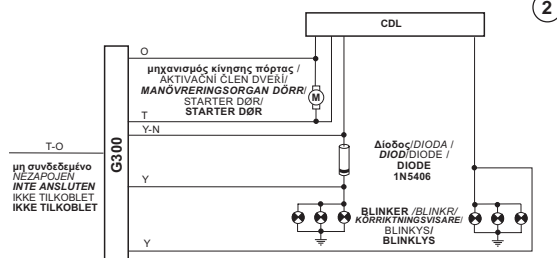 2
CDL
O
μηχανισμός κίνησης πόρτας /
AKTIVAČNÍ ČLEN DVEŘÍ/
MANÖVRERINGSORGAN DÖRR/
STARTER DØR/
STARTER DØR
M
T
Y-N
T-O
G300
μη συνδεδεμένο
NEZAPOJEN
INTE ANSLUTEN
IKKE TILKOBLET
IKKE TILKOBLET
Δίοδος/DIODA /
DIOD/DIODE /
DIODE
1N5406
Y
BLINKER /BLINKR/
KÖRRIKTNINGSVISARE/
BLINKYS/
BLINKLYS
Y